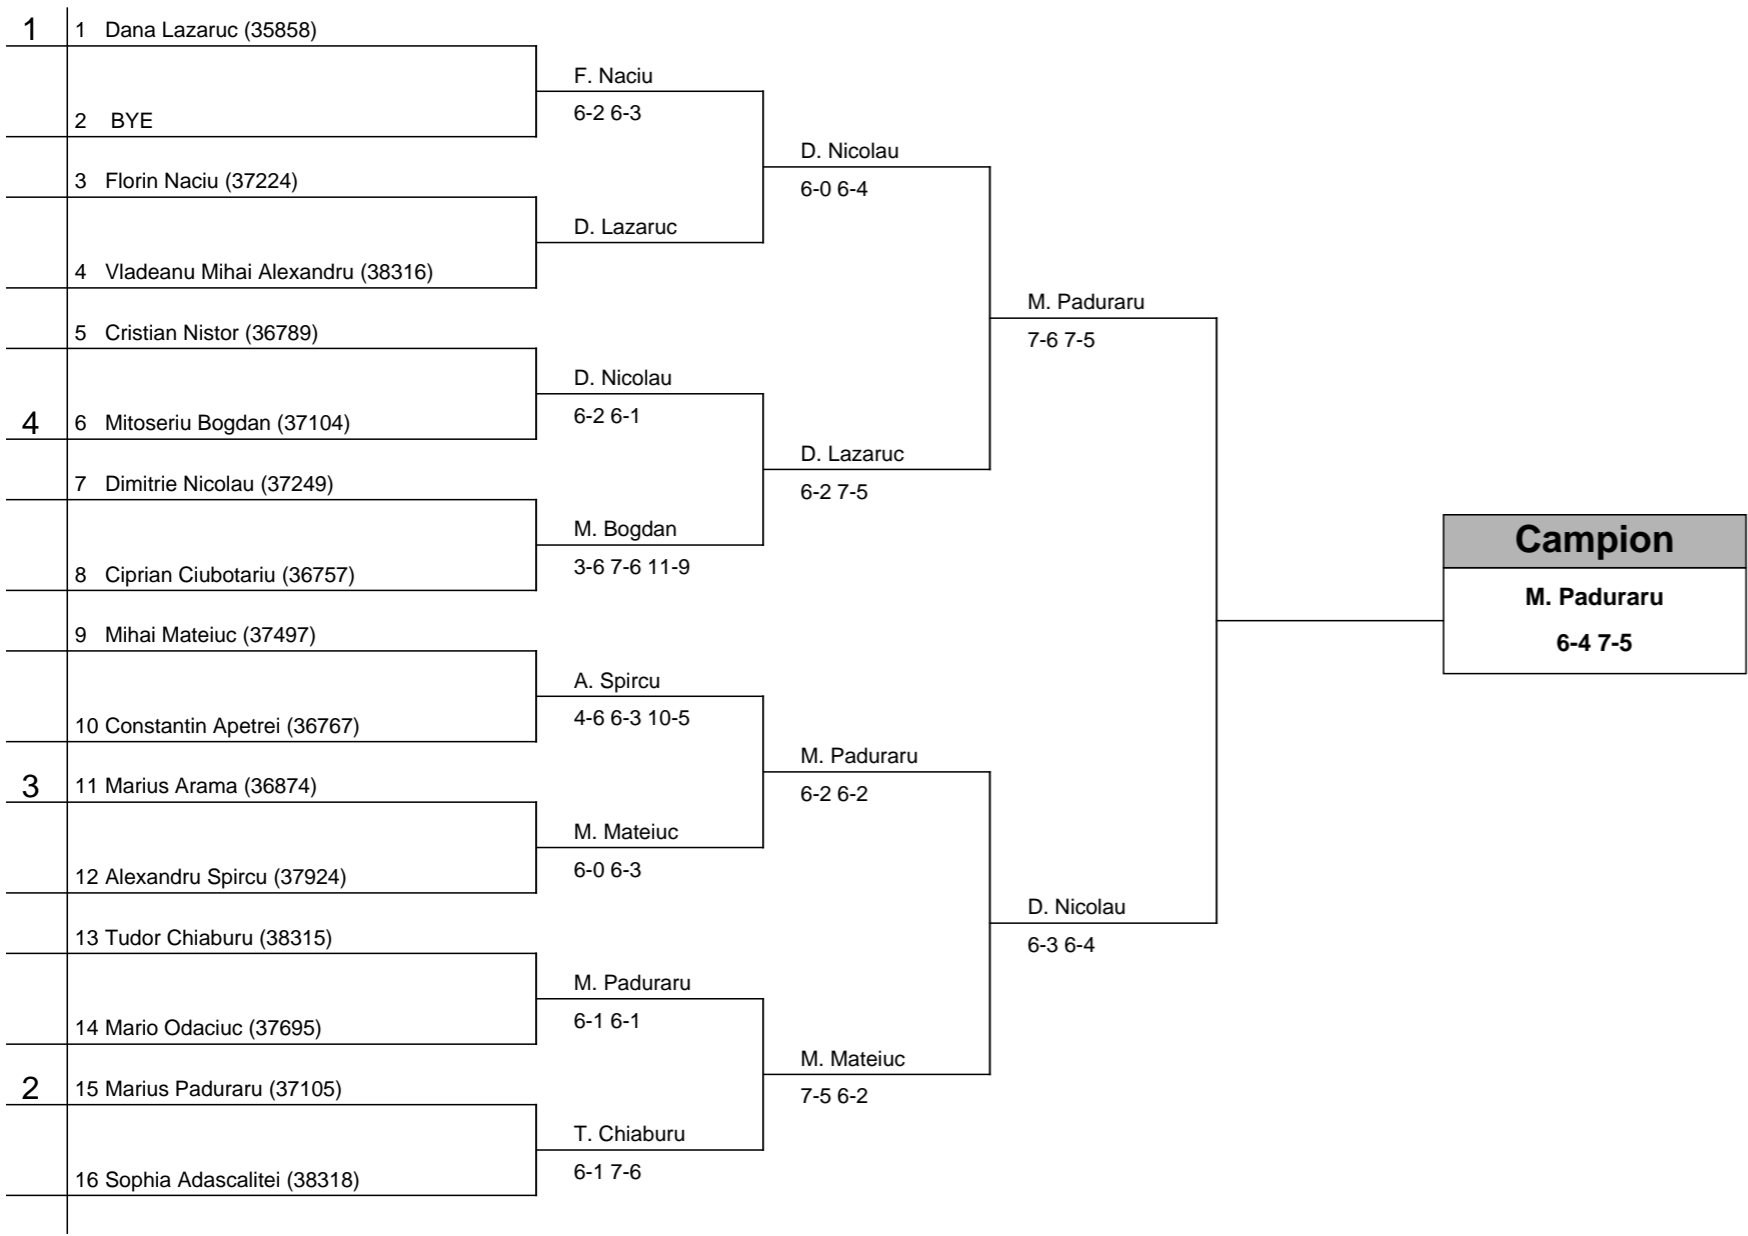 1 1 Dana Lazaruc (35858)
F. Naciu
6-2 6-3
2 BYE
D. Nicolau
6-0 6-4
3 Florin Naciu (37224)
D. Lazaruc
4 Vladeanu Mihai Alexandru (38316)
M. Paduraru
7-6 7-5
5 Cristian Nistor (36789)
D. Nicolau
6-2 6-1
4 6 Mitoseriu Bogdan (37104)
D. Lazaruc
6-2 7-5
7 Dimitrie Nicolau (37249)
M. Bogdan
3-6 7-6 11-9
8 Ciprian Ciubotariu (36757)
Campion
M. Paduraru
6-4 7-5
9 Mihai Mateiuc (37497)
A. Spircu
4-6 6-3 10-5
10 Constantin Apetrei (36767)
M. Paduraru
6-2 6-2
3 11 Marius Arama (36874)
M. Mateiuc
6-0 6-3
12 Alexandru Spircu (37924)
D. Nicolau
6-3 6-4
13 Tudor Chiaburu (38315)
M. Paduraru
6-1 6-1
14 Mario Odaciuc (37695)
M. Mateiuc
7-5 6-2
2 15 Marius Paduraru (37105)
T. Chiaburu
6-1 7-6
16 Sophia Adascalitei (38318)